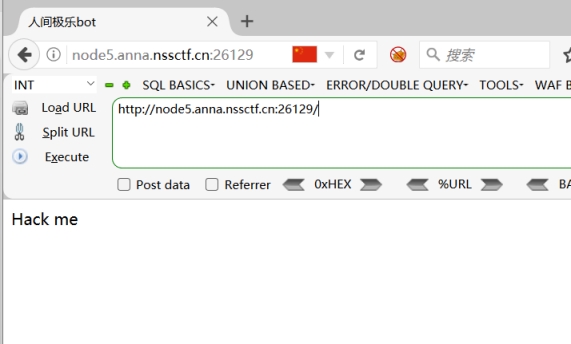 人间极乐bot
node5.anna.nssctf.cn:26129
搜索
INT SQL BASICS UNION BASED ERROR/DOUBLE QUERY TOOLS WAF B
Load URL
http://node5.anna.nssctf.cn:26129/
Split URL
Execute
Post data Referrer 0xHEX %URL BA
Hack me